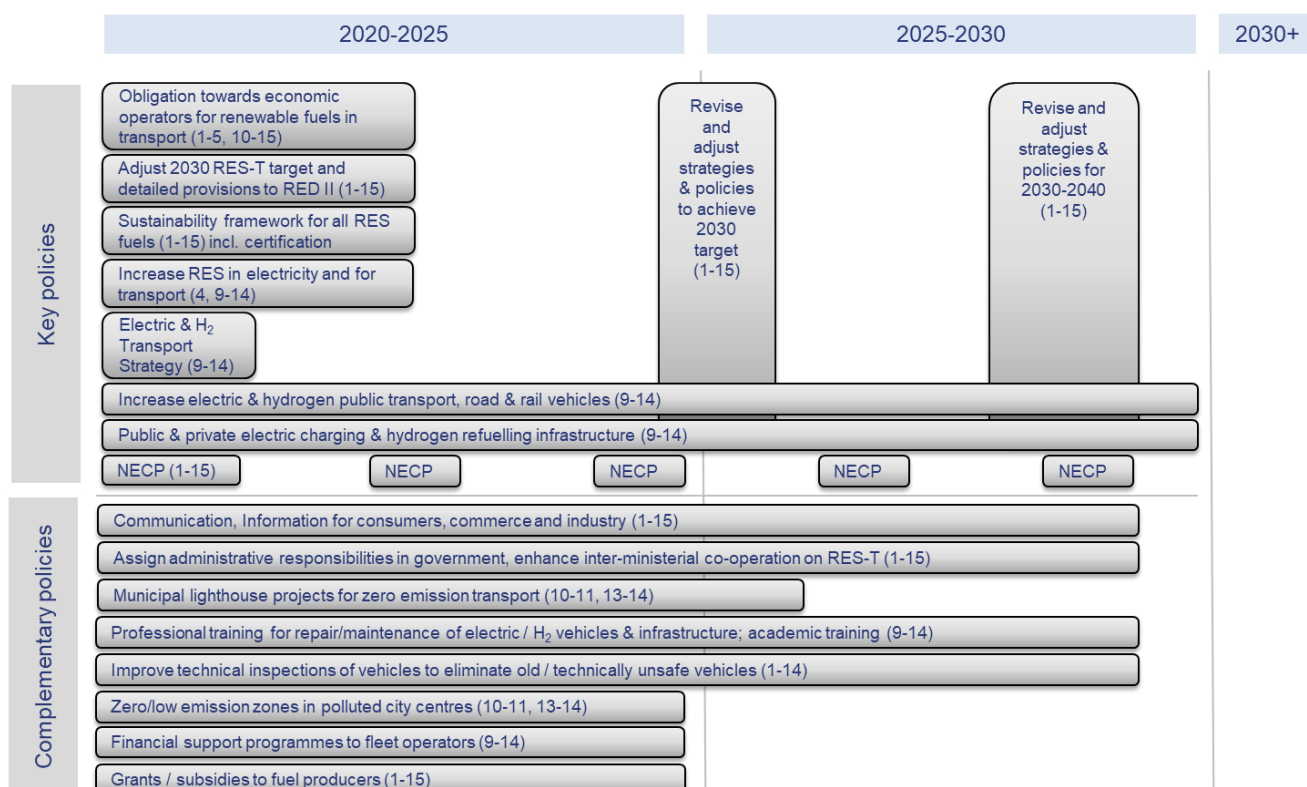 2020-2025
2025-2030
2030+
Key policies
Obligation towards economic
operators for renewable fuels in
transport (1-5, 10-15)
Adjust 2030 RES-T target and
detailed provisions to RED II (1-15)
Sustainability framework for all RES
fuels (1-15) incl. certification
Increase RES in electricity and for
transport (4, 9-14)
Electric & H₂
Transport
Strategy (9-14)
Revise
and
adjust
strategies
& policies
to achieve
2030
target
(1-15)
Revise and
adjust
strategies &
policies for
2030-2040
(1-15)
Increase electric & hydrogen public transport, road & rail vehicles (9-14)
Public & private electric charging & hydrogen refuelling infrastructure (9-14)
NECP (1-15)
NECP
NECP
NECP
NECP
Complementary policies
Communication, Information for consumers, commerce and industry (1-15)
Assign administrative responsibilities in government, enhance inter-ministerial co-operation on RES-T (1-15)
Municipal lighthouse projects for zero emission transport (10-11, 13-14)
Professional training for repair/maintenance of electric / H₂ vehicles & infrastructure; academic training (9-14)
Improve technical inspections of vehicles to eliminate old / technically unsafe vehicles (1-14)
Zero/low emission zones in polluted city centres (10-11, 13-14)
Financial support programmes to fleet operators (9-14)
Grants / subsidies to fuel producers (1-15)